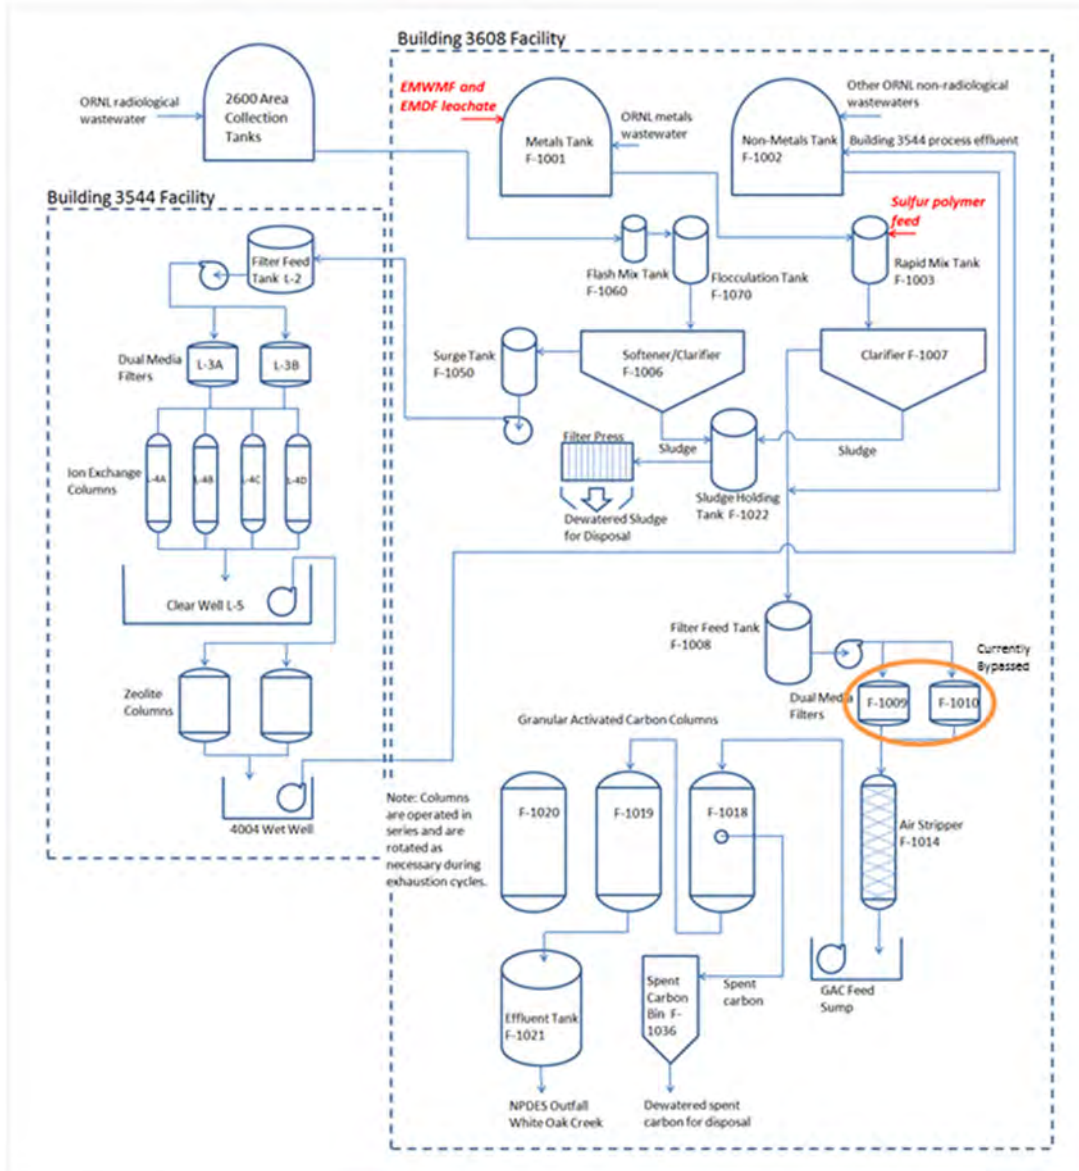 Building 3608 Facility
EMWMF and
EMDF leachate
ORNL radiological
wastewater
2600 Area
Collection
Tanks
Metals Tank
F-1001
ORNL metals
wastewater
Non-Metals Tank
F-1002
Other ORNL non-radiological
wastewaters
Building 3544 process effluent
Building 3544 Facility
Sulfur polymer
feed
Filter Feed
Tank L-2
Flash Mix Tank
F-1060
Flocculation Tank
F-1070
Rapid Mix Tank
F-1003
Dual Media
Filters
L-3A
L-3B
Surge Tank
F-1050
Softener/Clarifier
F-1006
Clarifier F-1007
Ion Exchange
Columns
L-4A
L-4B
L-4C
L-4D
Filter Press
Sludge
Sludge
Sludge Holding
Tank F-1022
Dewatered Sludge
for Disposal
Clear Well L-5
Filter Feed Tank
F-1008
Currently
Bypassed
Zeolite
Columns
Dual Media
Filters
F-1009
F-1010
Granular Activated Carbon Columns
4004 Wet Well
Note: Columns
are operated in
series and are
rotated as
necessary during
exhaustion cycles.
F-1020
F-1019
F-1018
Air Stripper
F-1014
GAC Feed
Sump
Effluent Tank
F-1021
Spent
Carbon
Bin F-
1036
Spent
carbon
NPDES Outfall
White Oak Creek
Dewatered spent
carbon for disposal